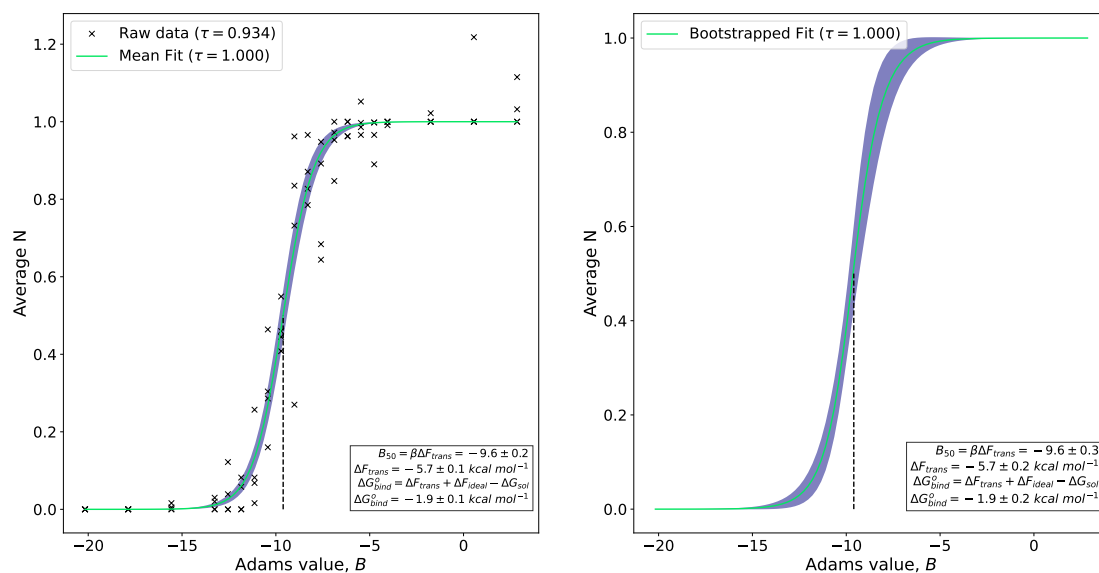 Raw data (τ = 0.934)
Mean Fit (τ = 1.000)
1.2
1.0
0.8
0.6
0.4
0.2
0.0
Average N
−20
−15
−10
−5
0
Adams value, B
B₅₀ = βΔF_trans = −9.6 ± 0.2
ΔF_trans = −5.7 ± 0.1 kcal mol⁻¹
ΔG°_bind = ΔF_trans + ΔF_ideal − ΔG_sol
ΔG°_bind = −1.9 ± 0.1 kcal mol⁻¹
Bootstrapped Fit (τ = 1.000)
1.0
0.8
0.6
0.4
0.2
0.0
Average N
−20
−15
−10
−5
0
Adams value, B
B₅₀ = βΔF_trans = −9.6 ± 0.3
ΔF_trans = −5.7 ± 0.2 kcal mol⁻¹
ΔG°_bind = ΔF_trans + ΔF_ideal − ΔG_sol
ΔG°_bind = −1.9 ± 0.2 kcal mol⁻¹